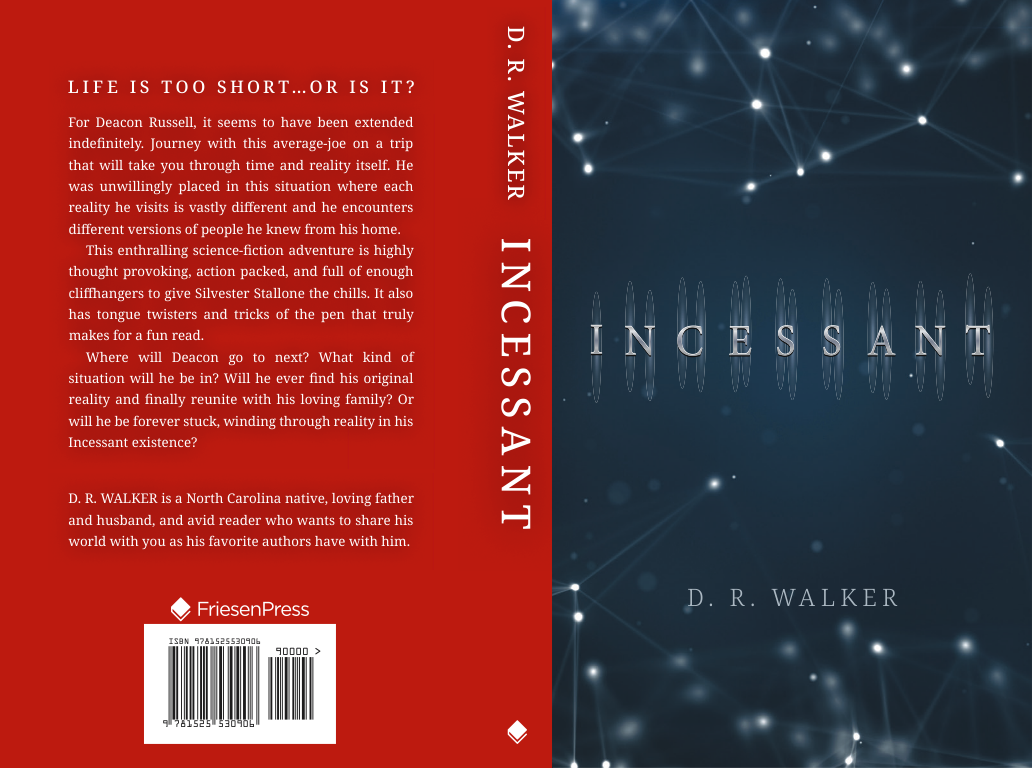 LIFE IS TOO SHORT...OR IS IT?
For Deacon Russell, it seems to have been extended
indefinitely. Journey with this average-joe on a trip
that will take you through time and reality itself. He
was unwillingly placed in this situation where each
reality he visits is vastly different and he encounters
different versions of people he knew from his home.
This enthralling science-fiction adventure is highly
thought provoking, action packed, and full of enough
cliffhangers to give Silvester Stallone the chills. It also
has tongue twisters and tricks of the pen that truly
makes for a fun read.
Where will Deacon go to next? What kind of
situation will he be in? Will he ever find his original
reality and finally reunite with his loving family? Or
will he be forever stuck, winding through reality in his
Incessant existence?
D. R. WALKER is a North Carolina native, loving father
and husband, and avid reader who wants to share his
world with you as his favorite authors have with him.
FriesenPress
ISBN 9781525530906
90000 >
9 781525 530906
D. R. WALKER
INCESSANT
INCESSANT
D. R. WALKER